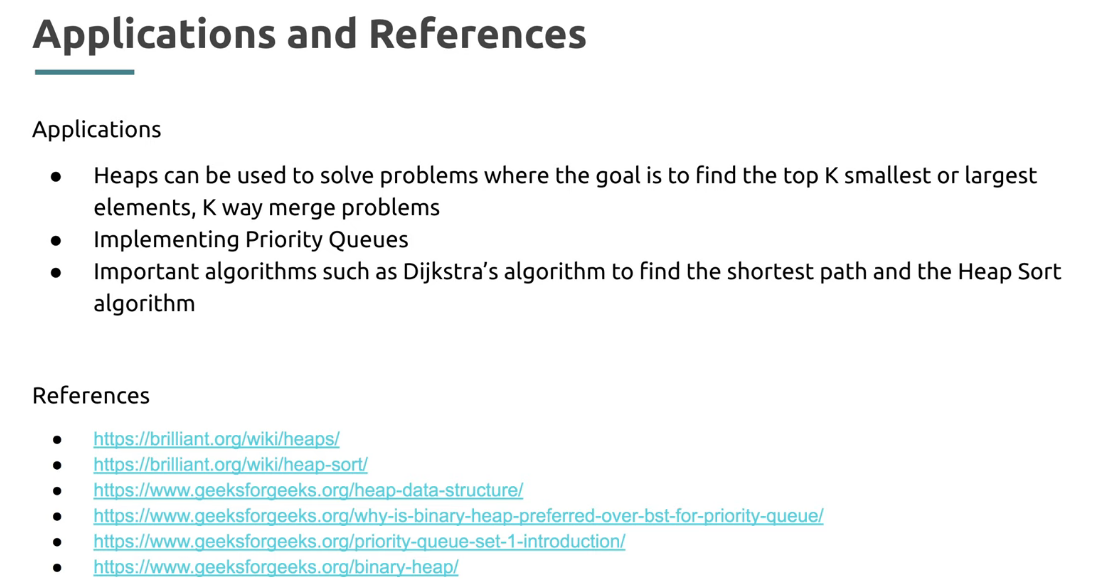 Applications and References
Applications
● Heaps can be used to solve problems where the goal is to find the top K smallest or largest
elements, K way merge problems
● Implementing Priority Queues
● Important algorithms such as Dijkstra’s algorithm to find the shortest path and the Heap Sort
algorithm
References
● https://brilliant.org/wiki/heaps/
● https://brilliant.org/wiki/heap-sort/
● https://www.geeksforgeeks.org/heap-data-structure/
● https://www.geeksforgeeks.org/why-is-binary-heap-preferred-over-bst-for-priority-queue/
● https://www.geeksforgeeks.org/priority-queue-set-1-introduction/
● https://www.geeksforgeeks.org/binary-heap/